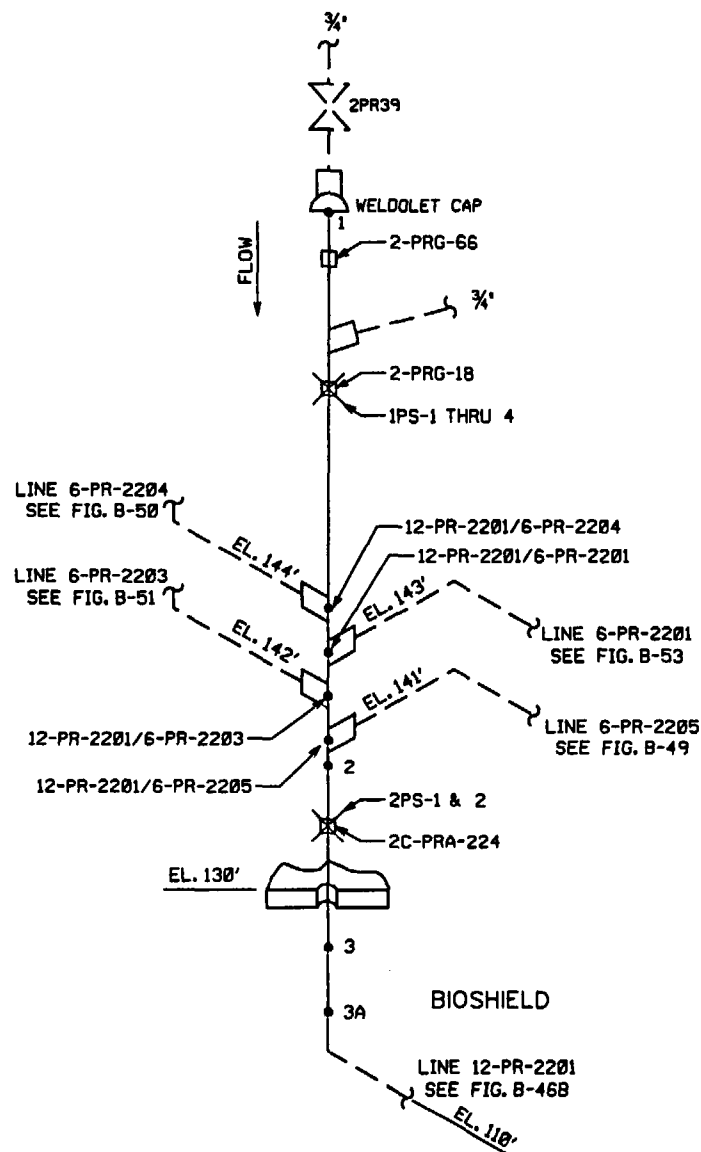 3/4"
2PR39
WELDOLET CAP
1
2-PRG-66
FLOW
3/4"
2-PRG-18
1PS-1 THRU 4
LINE 6-PR-2204
SEE FIG. B-50
12-PR-2201/6-PR-2204
12-PR-2201/6-PR-2201
EL. 144'
LINE 6-PR-2203
SEE FIG. B-51
EL. 143'
EL. 142'
LINE 6-PR-2201
SEE FIG. B-53
EL. 141'
12-PR-2201/6-PR-2203
LINE 6-PR-2205
SEE FIG. B-49
12-PR-2201/6-PR-2205
2
2PS-1 & 2
2C-PRA-224
EL. 130'
3
BIOSHIELD
3A
LINE 12-PR-2201
SEE FIG. B-46B
EL. 110'